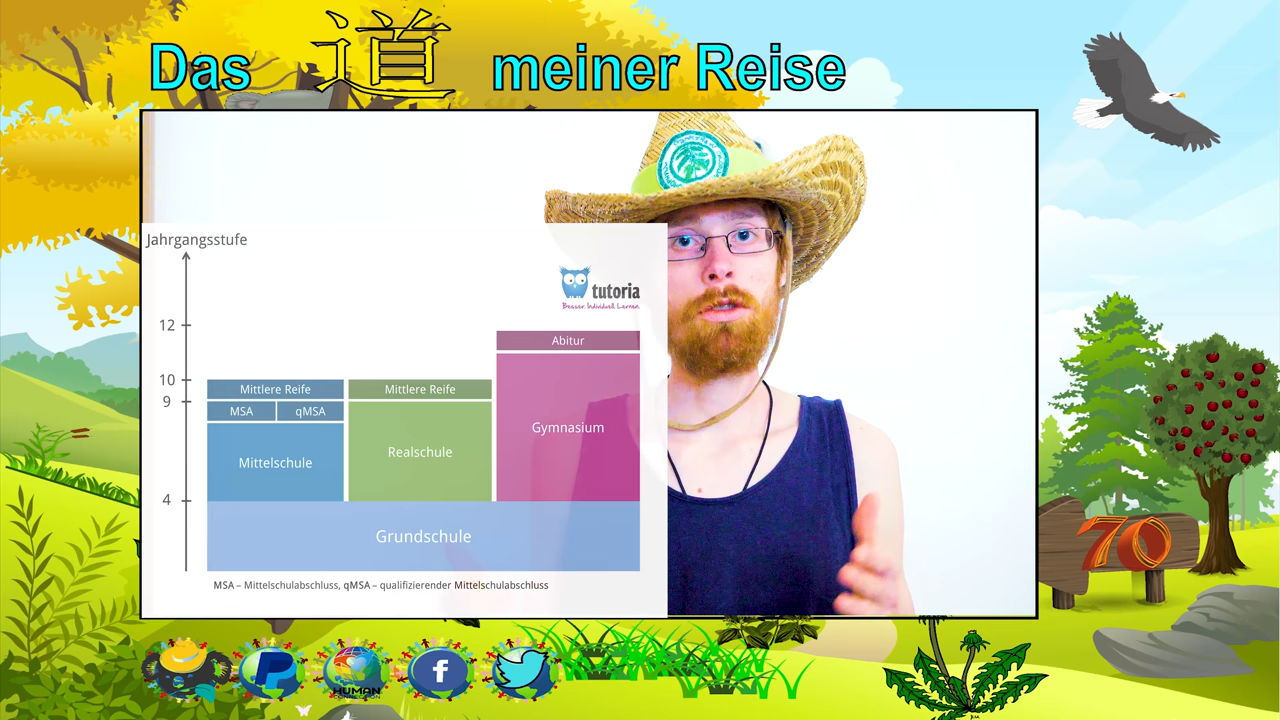 Das 道 meiner Reise
Jahrgangsstufe
tutoria
Besser. Individuell. Lernen.
12
Abitur
10
Mittlere Reife
Mittlere Reife
9
MSA
qMSA
Gymnasium
Realschule
Mittelschule
4
Grundschule
MSA – Mittelschulabschluss, qMSA – qualifizierender Mittelschulabschluss
70
HUMAN
CONNECTION